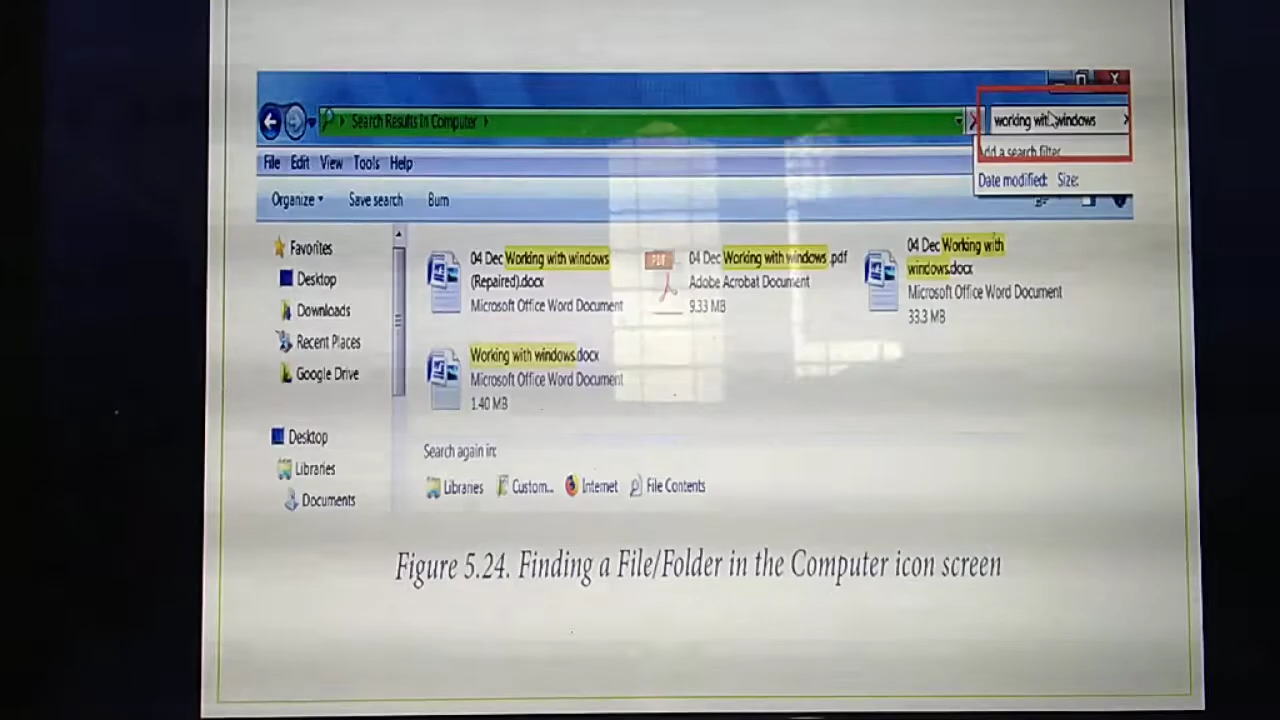 Search Results in Computer
working with windows
Add a search filter
Date modified: Size:
File Edit View Tools Help
Organize Save search Burn
Favorites
Desktop
Downloads
Recent Places
Google Drive
Desktop
Libraries
Documents
04 Dec Working with windows
(Repaired).docx
Microsoft Office Word Document
PDF
04 Dec Working with windows .pdf
Adobe Acrobat Document
9.33 MB
04 Dec Working with
windows.docx
Microsoft Office Word Document
33.3 MB
Working with windows.docx
Microsoft Office Word Document
1.40 MB
Search again in:
Libraries Custom... Internet File Contents
Figure 5.24. Finding a File/Folder in the Computer icon screen